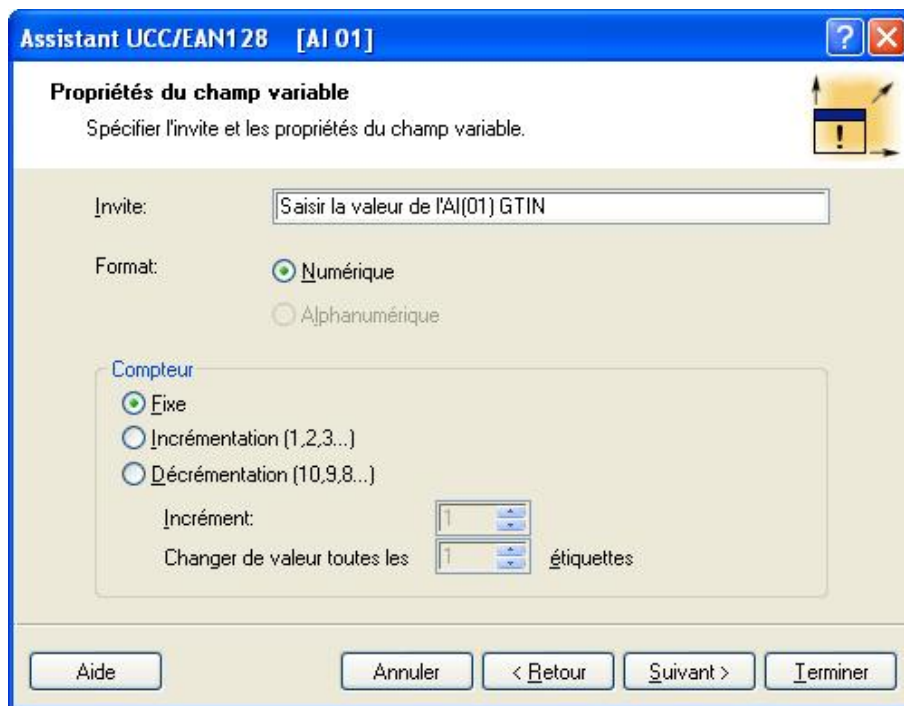 Assistant UCC/EAN128 [AI 01]
?
Propriétés du champ variable
Spécifier l'invite et les propriétés du champ variable.
!
Invite: Saisir la valeur de l'AI(01) GTIN
Format: Numérique
Alphanumérique
Compteur
Fixe
Incrémentation (1,2,3...)
Décrémentation (10,9,8...)
Incrément: 1
Changer de valeur toutes les 1 étiquettes
Aide Annuler < Retour Suivant > Terminer